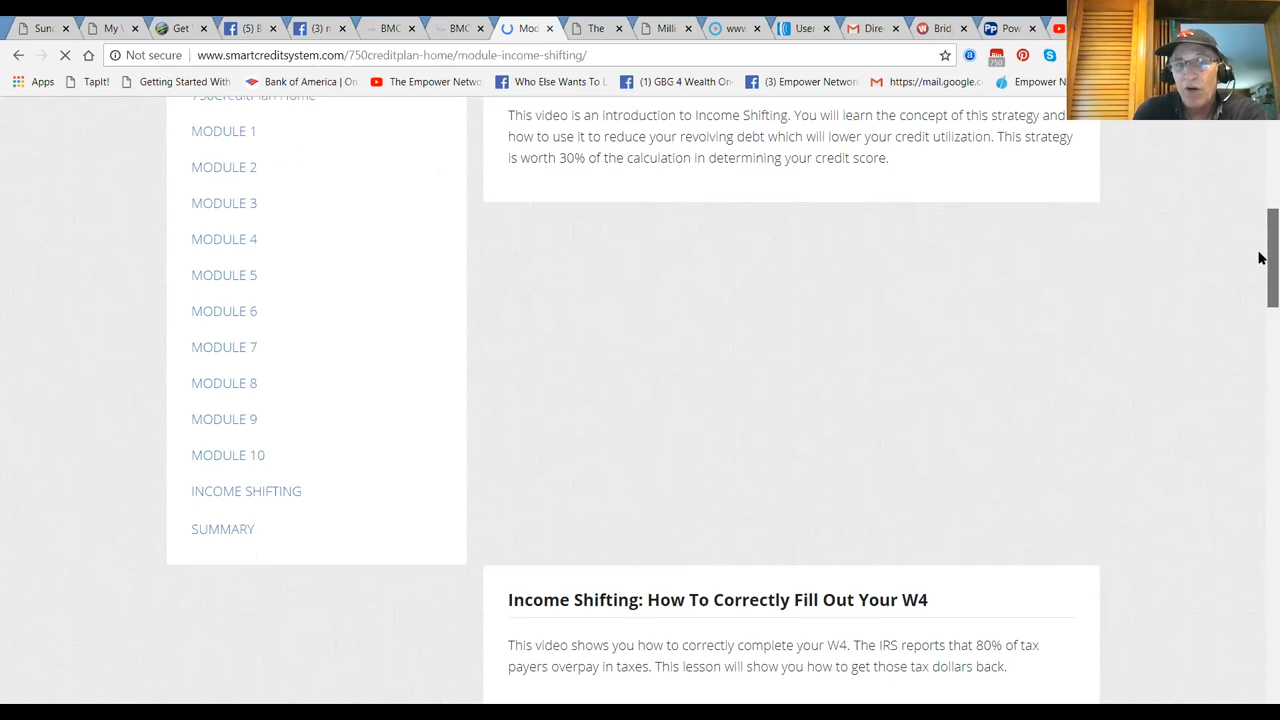 Sun
My \
Get
(5) B
(3) n
BMC
BMC
Moo
The
Milli
www
Use
Dire
Brid
Pow
Not secure
www.smartcreditsystem.com/750creditplan-home/module-income-shifting/
Apps
TapIt!
Getting Started With
Bank of America | On
The Empower Netwo
Who Else Wants To L
(1) GBG 4 Wealth On
(3) Empower Networ
https://mail.google.c
Empower N
750CreditPlan Home
MODULE 1
MODULE 2
MODULE 3
MODULE 4
MODULE 5
MODULE 6
MODULE 7
MODULE 8
MODULE 9
MODULE 10
INCOME SHIFTING
SUMMARY
This video is an introduction to Income Shifting. You will learn the concept of this strategy and
how to use it to reduce your revolving debt which will lower your credit utilization. This strategy
is worth 30% of the calculation in determining your credit score.
Income Shifting: How To Correctly Fill Out Your W4
This video shows you how to correctly complete your W4. The IRS reports that 80% of tax
payers overpay in taxes. This lesson will show you how to get those tax dollars back.